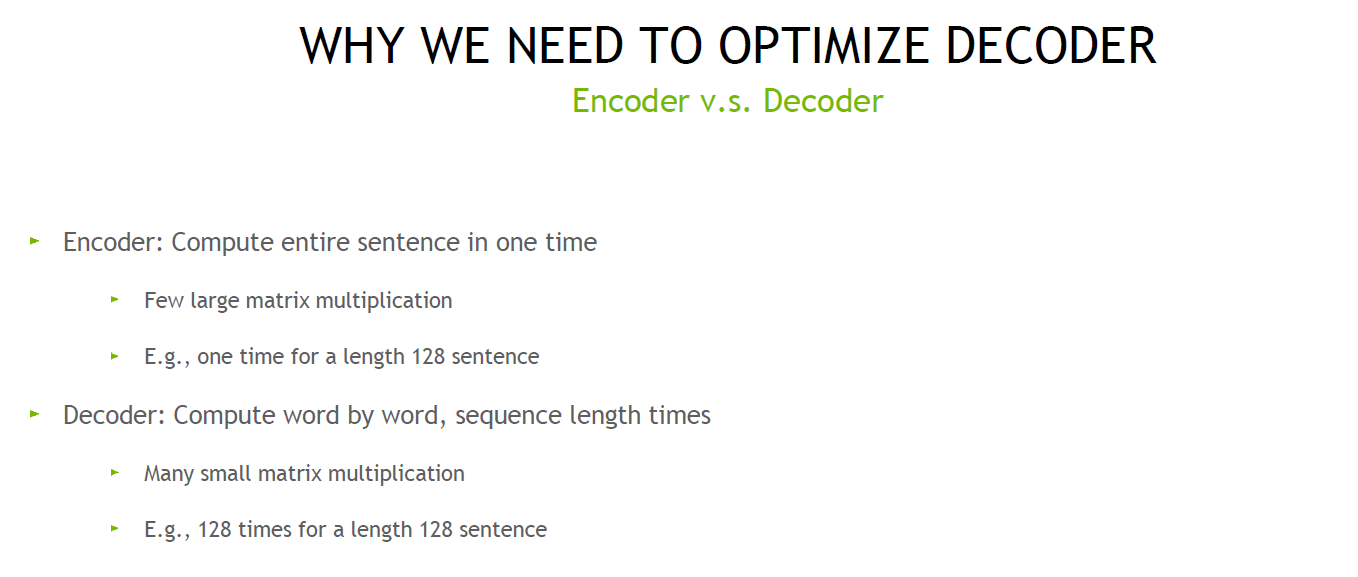 WHY WE NEED TO OPTIMIZE DECODER
Encoder v.s. Decoder
Encoder: Compute entire sentence in one time
Few large matrix multiplication
E.g., one time for a length 128 sentence
Decoder: Compute word by word, sequence length times
Many small matrix multiplication
E.g., 128 times for a length 128 sentence